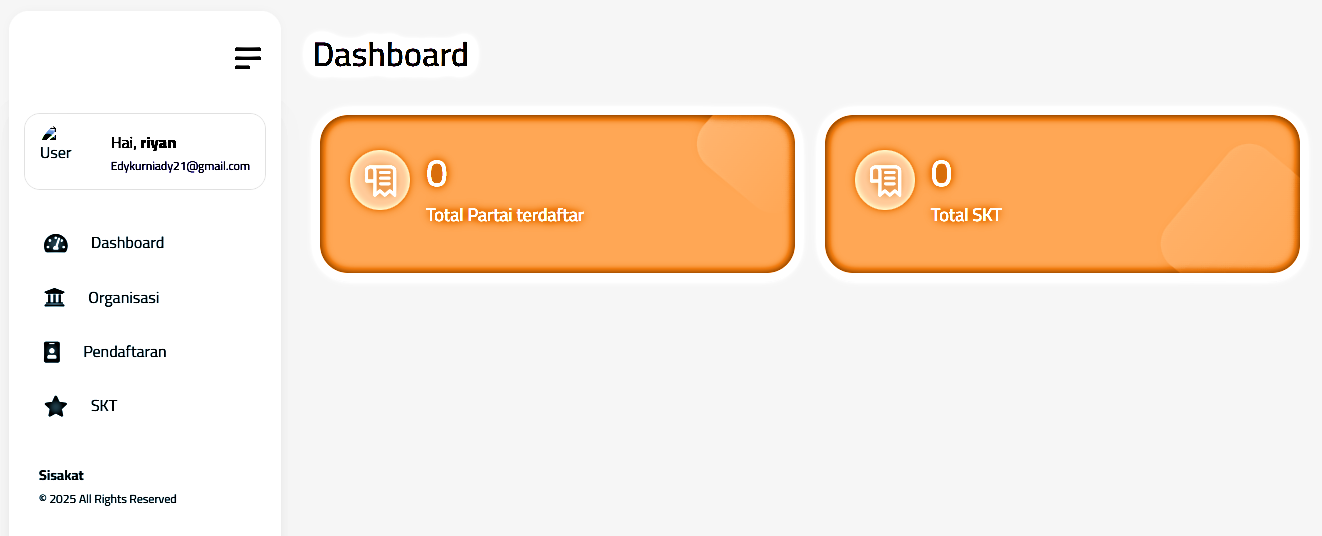 Dashboard
User
Hai, riyan
Edykurniady21@gmail.com
Dashboard
Organisasi
Pendaftaran
SKT
Sisakat
© 2025 All Rights Reserved
0
Total Partai terdaftar
0
Total SKT